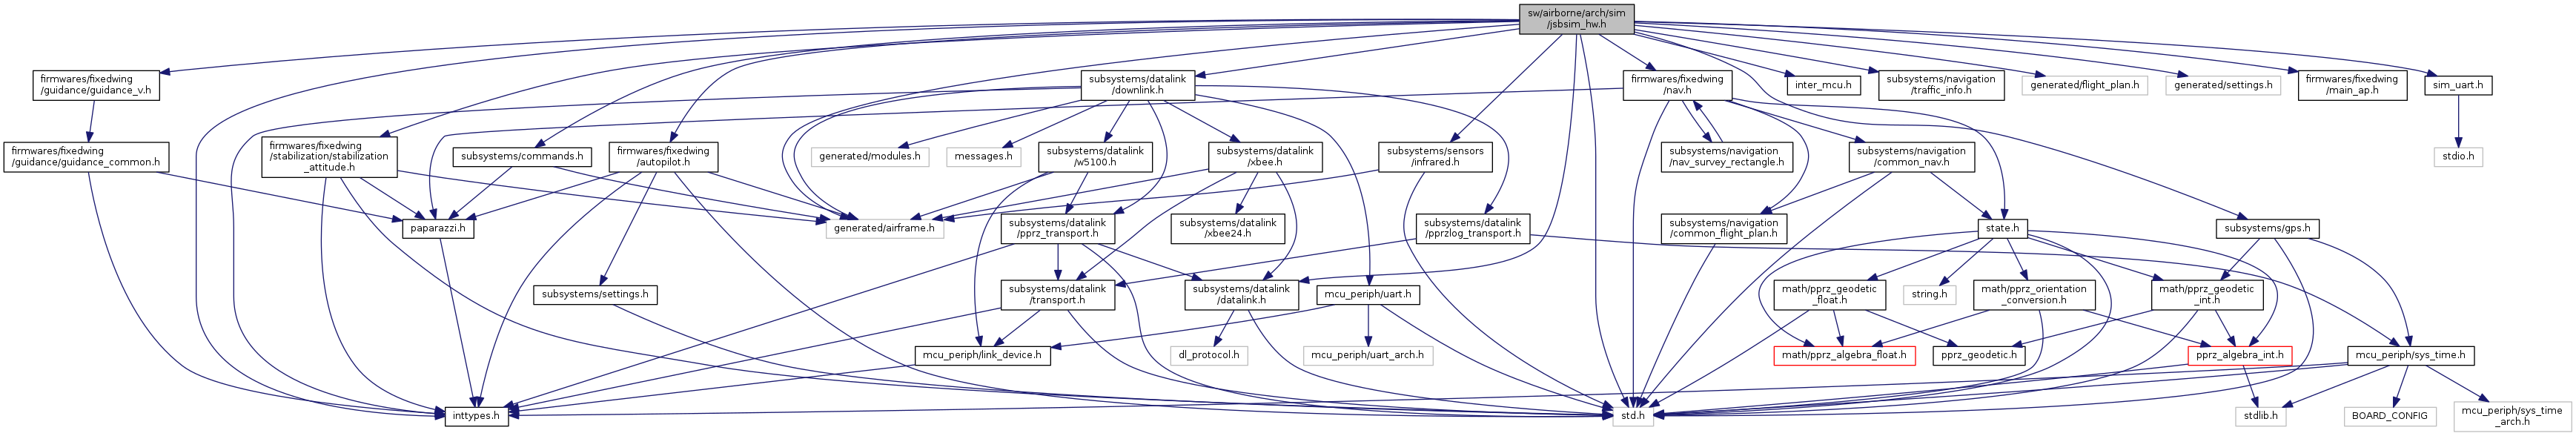 sw/airborne/arch/sim
/jsbsim_hw.h
firmwares/fixedwing
/guidance/guidance_v.h
subsystems/datalink
/downlink.h
firmwares/fixedwing
/nav.h
inter_mcu.h
subsystems/navigation
/traffic_info.h
generated/flight_plan.h
generated/settings.h
firmwares/fixedwing
/main_ap.h
sim_uart.h
firmwares/fixedwing
/guidance/guidance_common.h
firmwares/fixedwing
/stabilization/stabilization
_attitude.h
subsystems/commands.h
firmwares/fixedwing
/autopilot.h
generated/modules.h
messages.h
subsystems/datalink
/w5100.h
subsystems/datalink
/xbee.h
subsystems/sensors
/infrared.h
subsystems/navigation
/nav_survey_rectangle.h
subsystems/navigation
/common_nav.h
stdio.h
paparazzi.h
generated/airframe.h
subsystems/datalink
/pprz_transport.h
subsystems/datalink
/xbee24.h
subsystems/datalink
/pprzlog_transport.h
subsystems/navigation
/common_flight_plan.h
state.h
subsystems/gps.h
subsystems/settings.h
subsystems/datalink
/transport.h
subsystems/datalink
/datalink.h
mcu_periph/uart.h
math/pprz_geodetic
_float.h
string.h
math/pprz_orientation
_conversion.h
math/pprz_geodetic
_int.h
mcu_periph/link_device.h
dl_protocol.h
mcu_periph/uart_arch.h
math/pprz_algebra_float.h
pprz_geodetic.h
pprz_algebra_int.h
mcu_periph/sys_time.h
inttypes.h
std.h
stdlib.h
BOARD_CONFIG
mcu_periph/sys_time
_arch.h